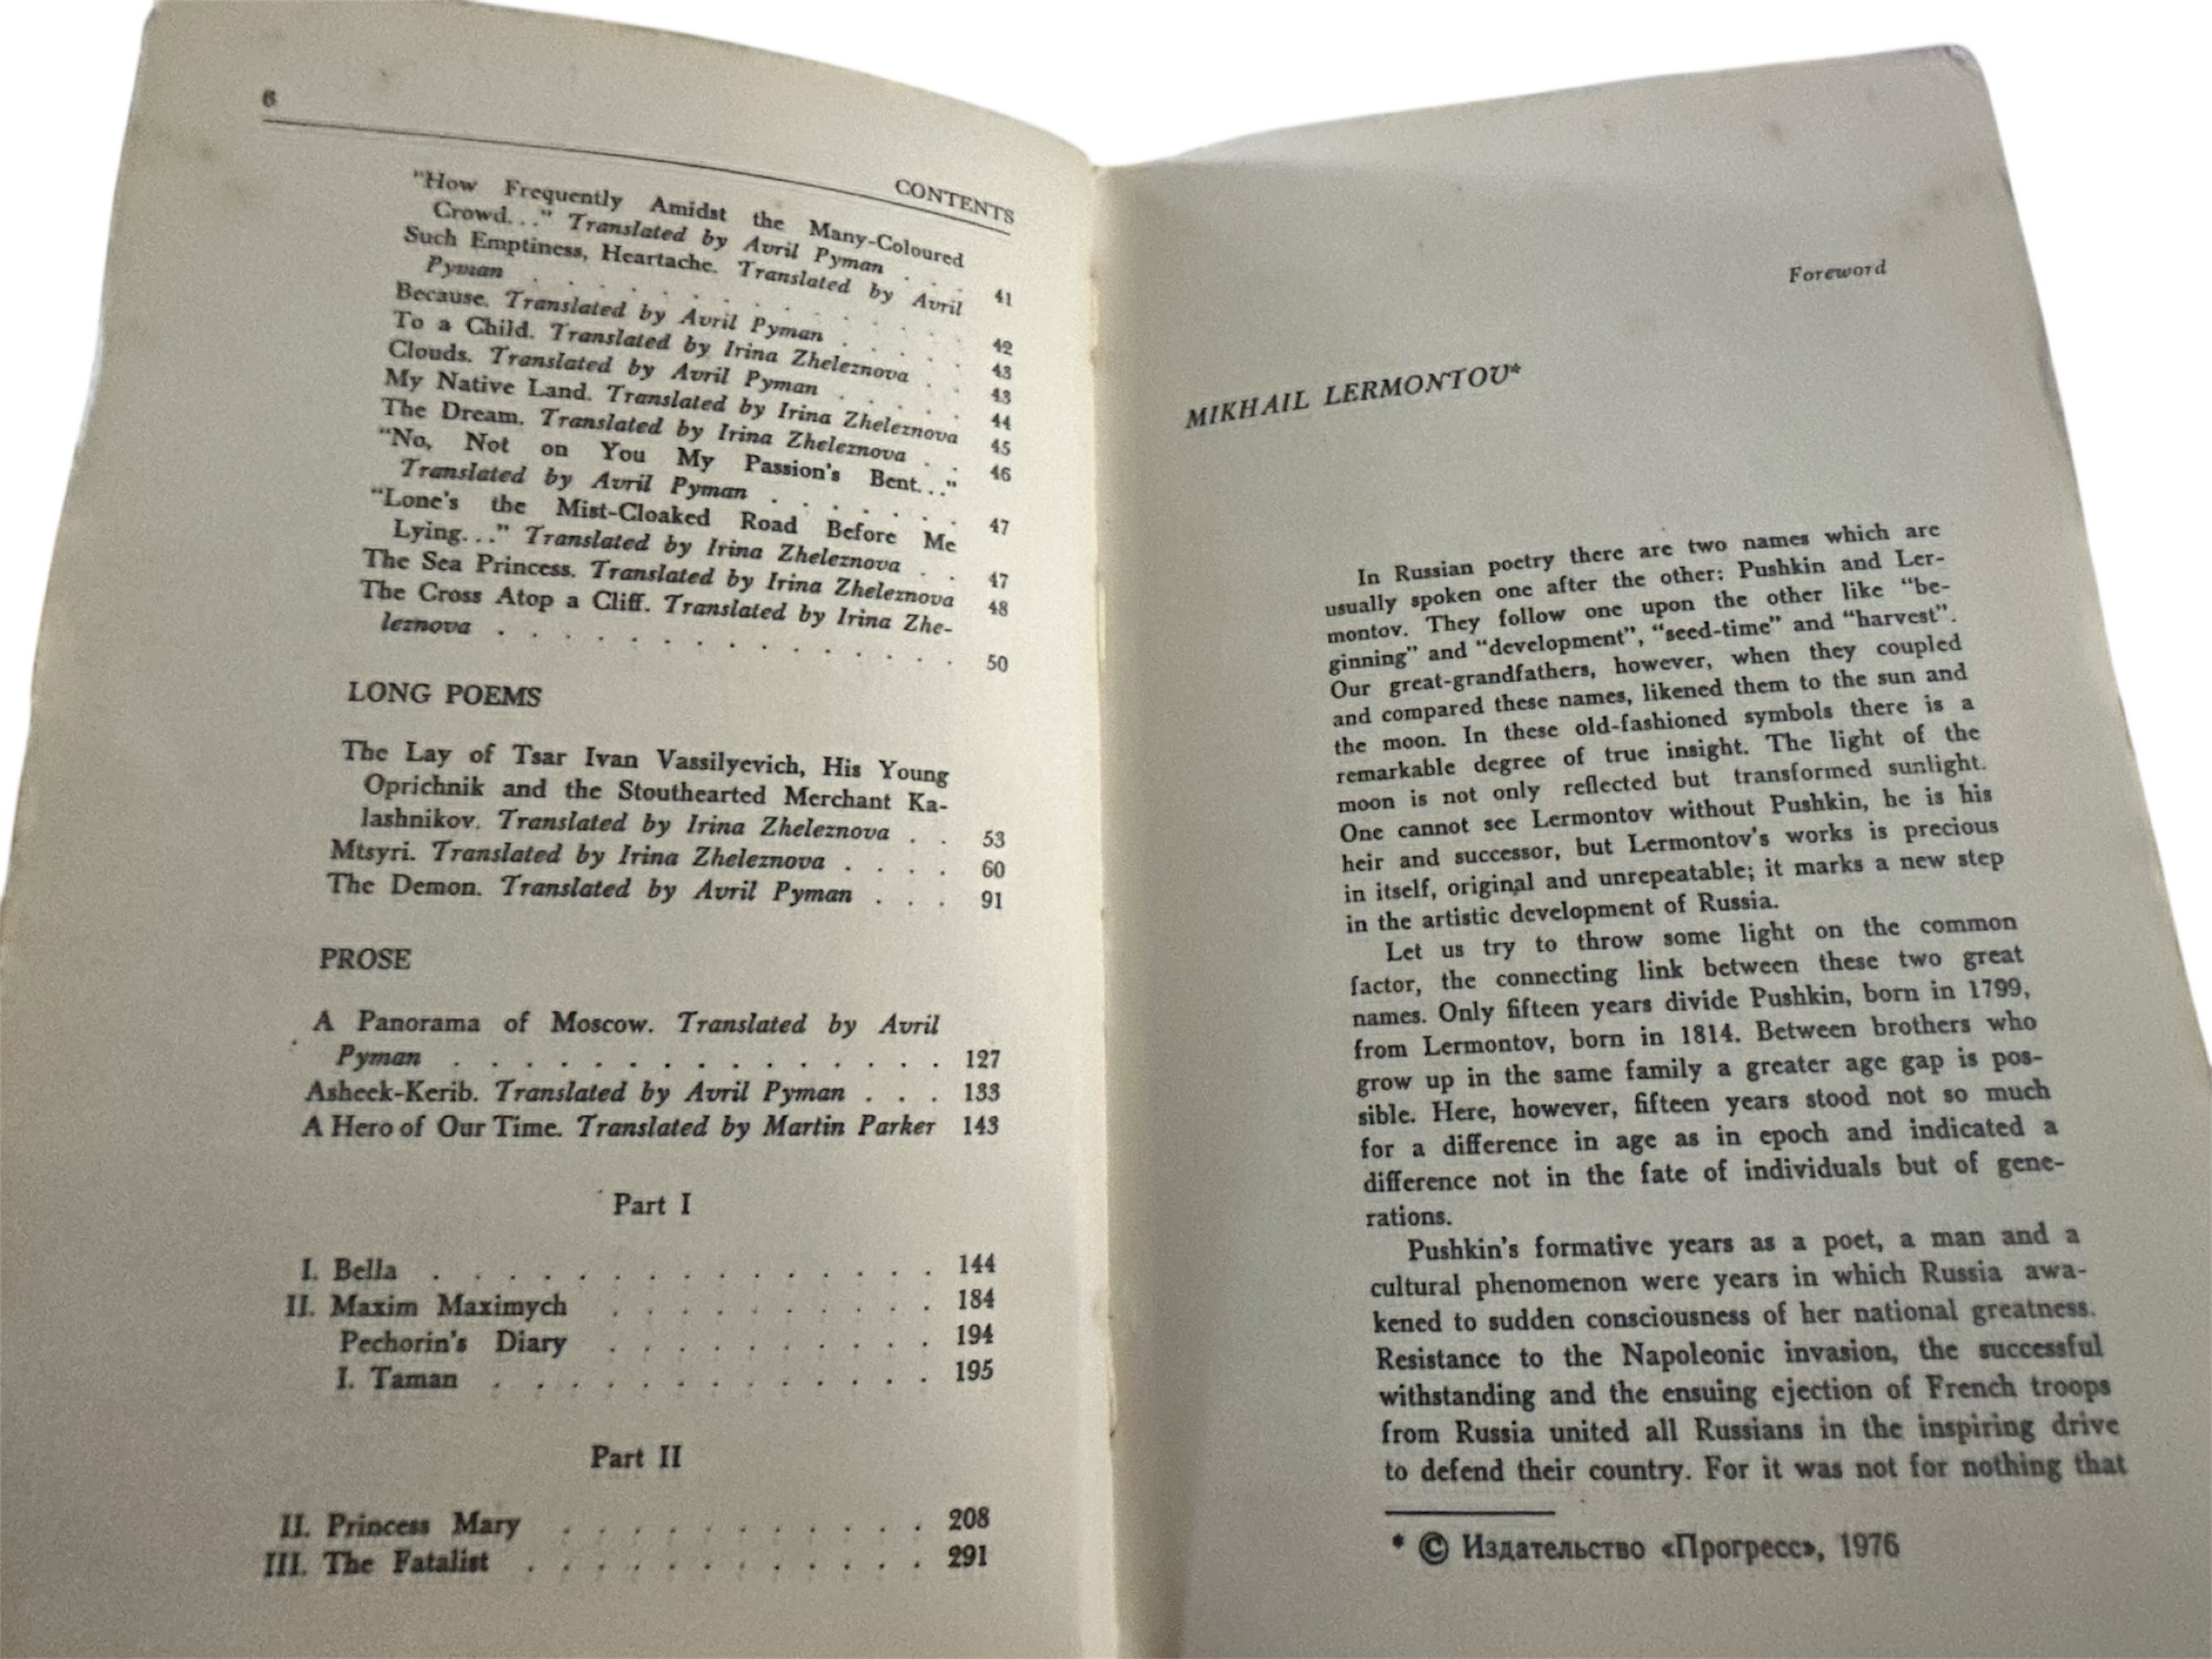 6
CONTENTS
"How Frequently Amidst the Many-Coloured
Crowd..." Translated by Avril Pyman . . . 41
Such Emptiness, Heartache. Translated by Avril
Pyman . . . . . . . . . . . . 42
Because. Translated by Avril Pyman . . . . . 43
To a Child. Translated by Irina Zheleznova . . 43
Clouds. Translated by Avril Pyman . . . . . 44
My Native Land. Translated by Irina Zheleznova 45
The Dream. Translated by Irina Zheleznova . . 46
"No, Not on You My Passion's Bent..."
Translated by Avril Pyman . . . . . . 47
"Lone's the Mist-Cloaked Road Before Me
Lying..." Translated by Irina Zheleznova . . 47
The Sea Princess. Translated by Irina Zheleznova 48
The Cross Atop a Cliff. Translated by Irina Zhe-
leznova . . . . . . . . . . . . . 50
LONG POEMS
The Lay of Tsar Ivan Vassilyevich, His Young
Oprichnik and the Stouthearted Merchant Ka-
lashnikov. Translated by Irina Zheleznova . . 53
Mtsyri. Translated by Irina Zheleznova . . . . 60
The Demon. Translated by Avril Pyman . . . 91
PROSE
A Panorama of Moscow. Translated by Avril
Pyman . . . . . . . . . . . . . . 127
Asheek-Kerib. Translated by Avril Pyman . . . 133
A Hero of Our Time. Translated by Martin Parker 143
Part I
I. Bella . . . . . . . . . . . . . . 144
II. Maxim Maximych . . . . . . . . . . 184
Pechorin's Diary . . . . . . . . . . 194
I. Taman . . . . . . . . . . . . . 195
Part II
II. Princess Mary . . . . . . . . . . . 208
III. The Fatalist . . . . . . . . . . . . 291
Foreword
MIKHAIL LERMONTOV*
In Russian poetry there are two names which are
usually spoken one after the other: Pushkin and Ler-
montov. They follow one upon the other like "be-
ginning" and "development", "seed-time" and "harvest".
Our great-grandfathers, however, when they coupled
and compared these names, likened them to the sun and
the moon. In these old-fashioned symbols there is a
remarkable degree of true insight. The light of the
moon is not only reflected but transformed sunlight.
One cannot see Lermontov without Pushkin, he is his
heir and successor, but Lermontov's works is precious
in itself, original and unrepeatable; it marks a new step
in the artistic development of Russia.
Let us try to throw some light on the common
factor, the connecting link between these two great
names. Only fifteen years divide Pushkin, born in 1799,
from Lermontov, born in 1814. Between brothers who
grow up in the same family a greater age gap is pos-
sible. Here, however, fifteen years stood not so much
for a difference in age as in epoch and indicated a
difference not in the fate of individuals but of gene-
rations.
Pushkin's formative years as a poet, a man and a
cultural phenomenon were years in which Russia awa-
kened to sudden consciousness of her national greatness.
Resistance to the Napoleonic invasion, the successful
withstanding and the ensuing ejection of French troops
from Russia united all Russians in the inspiring drive
to defend their country. For it was not for nothing that
* © Издательство «Прогресс», 1976